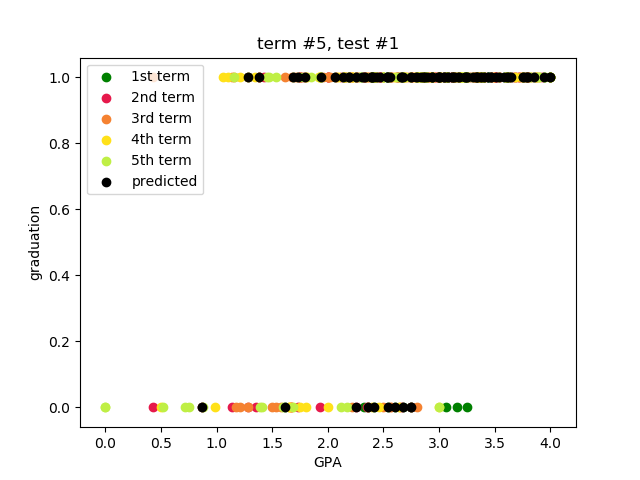 term #5, test #1
1st term
2nd term
3rd term
4th term
5th term
predicted
graduation
1.0
0.8
0.6
0.4
0.2
0.0
0.0 0.5 1.0 1.5 2.0 2.5 3.0 3.5 4.0
GPA